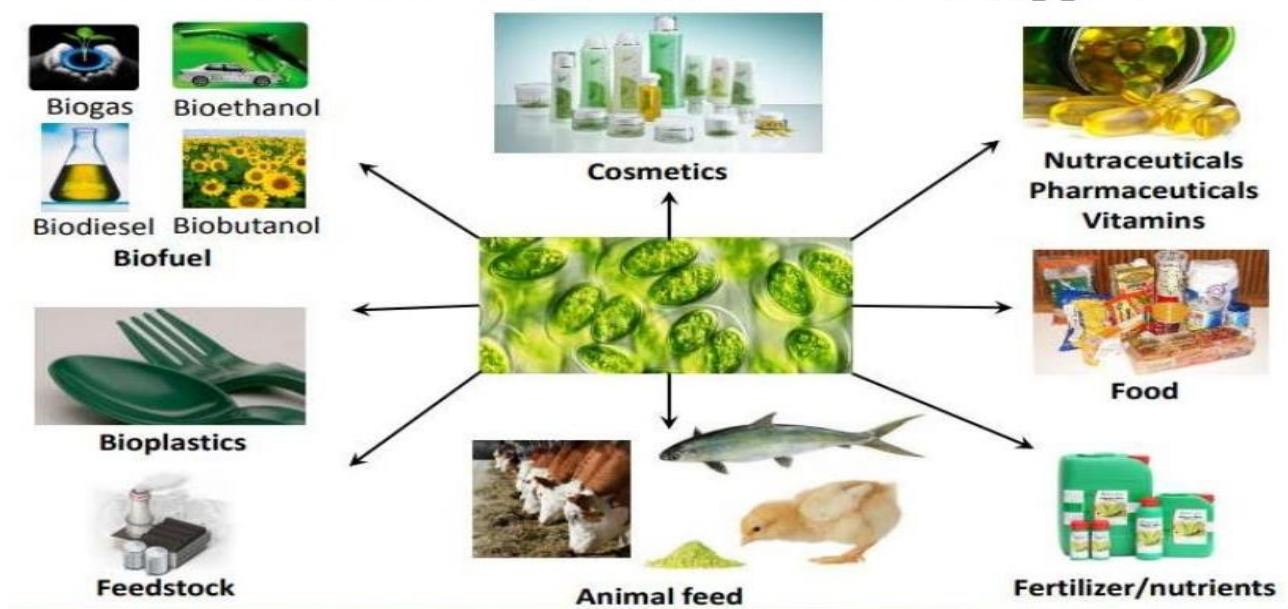 Biogas
Bioethanol
Biodiesel
Biobutanol
Biofuel
Cosmetics
Nutraceuticals
Pharmaceuticals
Vitamins
Bioplastics
Food
Feedstock
Animal feed
Fertilizer/nutrients